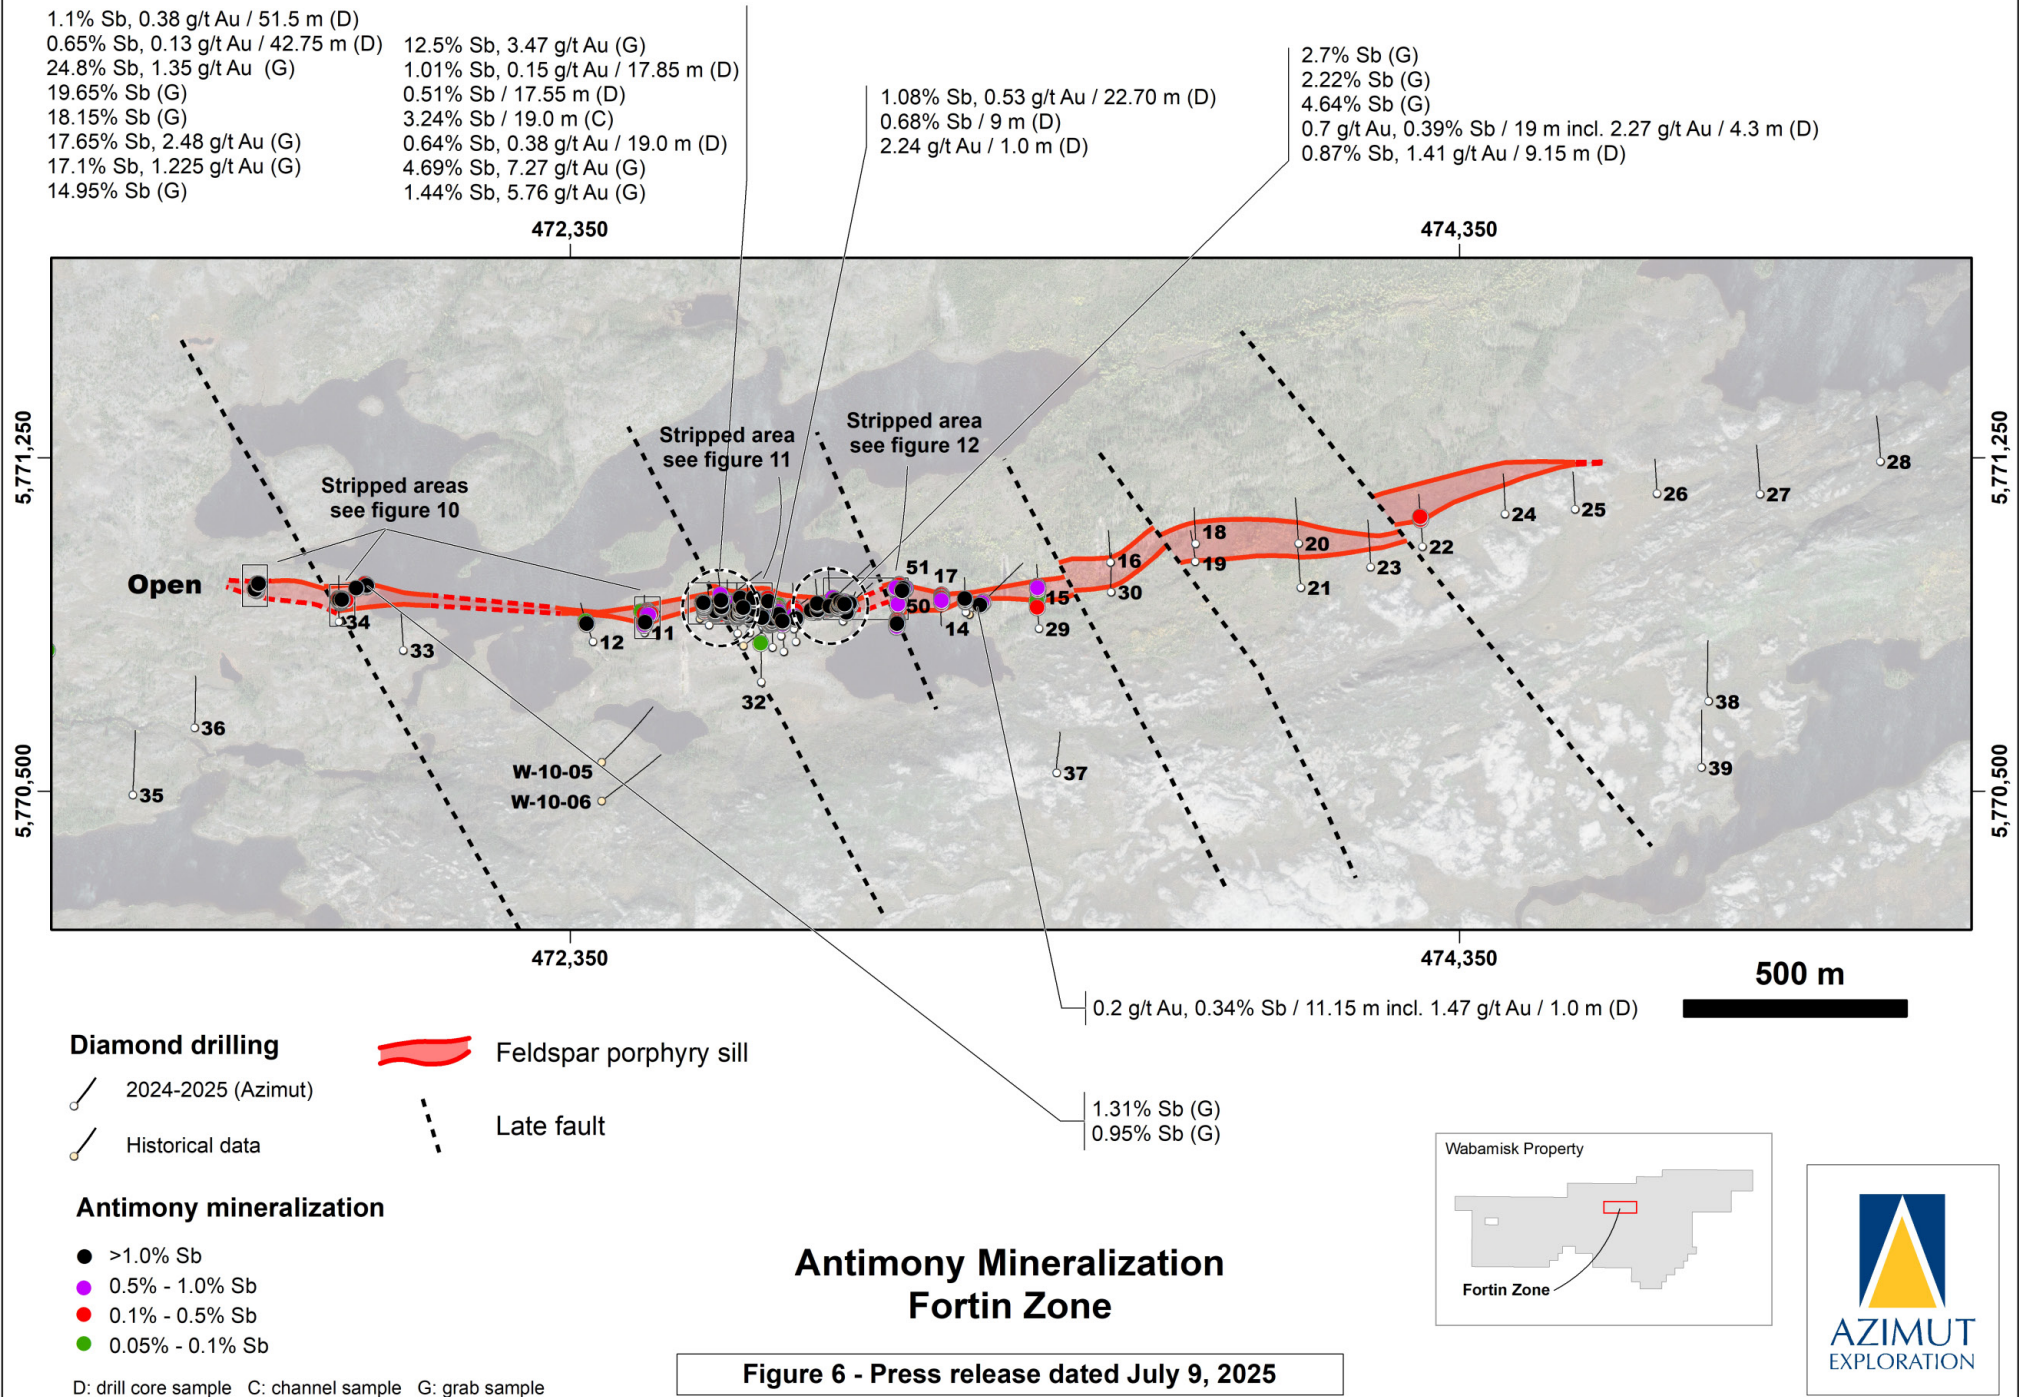 1.1% Sb, 0.38 g/t Au / 51.5 m (D)
0.65% Sb, 0.13 g/t Au / 42.75 m (D)
24.8% Sb, 1.35 g/t Au (G)
19.65% Sb (G)
18.15% Sb (G)
17.65% Sb, 2.48 g/t Au (G)
17.1% Sb, 1.225 g/t Au (G)
14.95% Sb (G)
12.5% Sb, 3.47 g/t Au (G)
1.01% Sb, 0.15 g/t Au / 17.85 m (D)
0.51% Sb / 17.55 m (D)
3.24% Sb / 19.0 m (C)
0.64% Sb, 0.38 g/t Au / 19.0 m (D)
4.69% Sb, 7.27 g/t Au (G)
1.44% Sb, 5.76 g/t Au (G)
1.08% Sb, 0.53 g/t Au / 22.70 m (D)
0.68% Sb / 9 m (D)
2.24 g/t Au / 1.0 m (D)
2.7% Sb (G)
2.22% Sb (G)
4.64% Sb (G)
0.7 g/t Au, 0.39% Sb / 19 m incl. 2.27 g/t Au / 4.3 m (D)
0.87% Sb, 1.41 g/t Au / 9.15 m (D)
472,350
474,350
5,771,250
5,771,250
Stripped area
see figure 11
Stripped area
see figure 12
Stripped areas
see figure 10
Open
28
26
27
24
25
22
18
20
16
19
23
21
51
17
50
15
30
14
29
34
33
12
11
32
36
35
38
39
37
W-10-05
W-10-06
5,770,500
5,770,500
472,350
474,350
500 m
0.2 g/t Au, 0.34% Sb / 11.15 m incl. 1.47 g/t Au / 1.0 m (D)
1.31% Sb (G)
0.95% Sb (G)
Diamond drilling
2024-2025 (Azimut)
Historical data
Feldspar porphyry sill
Late fault
Antimony mineralization
>1.0% Sb
0.5% - 1.0% Sb
0.1% - 0.5% Sb
0.05% - 0.1% Sb
D: drill core sample C: channel sample G: grab sample
Antimony Mineralization
Fortin Zone
Figure 6 - Press release dated July 9, 2025
Wabamisk Property
Fortin Zone
AZIMUT
EXPLORATION